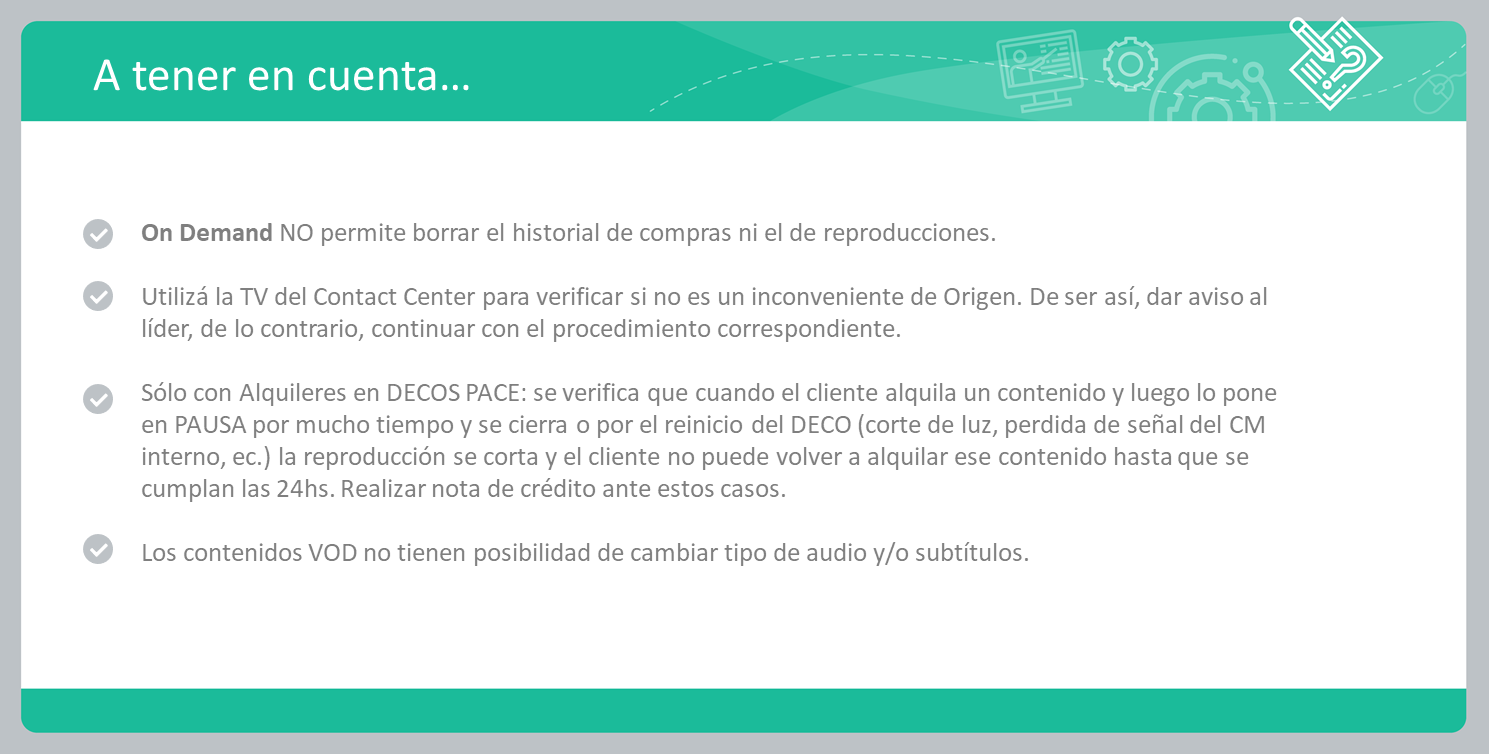 A tener en cuenta...
On Demand NO permite borrar el historial de compras ni el de reproducciones.
Utilizá la TV del Contact Center para verificar si no es un inconveniente de Origen. De ser así, dar aviso al
líder, de lo contrario, continuar con el procedimiento correspondiente.
Sólo con Alquileres en DECOS PACE: se verifica que cuando el cliente alquila un contenido y luego lo pone
en PAUSA por mucho tiempo y se cierra o por el reinicio del DECO (corte de luz, perdida de señal del CM
interno, ec.) la reproducción se corta y el cliente no puede volver a alquilar ese contenido hasta que se
cumplan las 24hs. Realizar nota de crédito ante estos casos.
Los contenidos VOD no tienen posibilidad de cambiar tipo de audio y/o subtítulos.